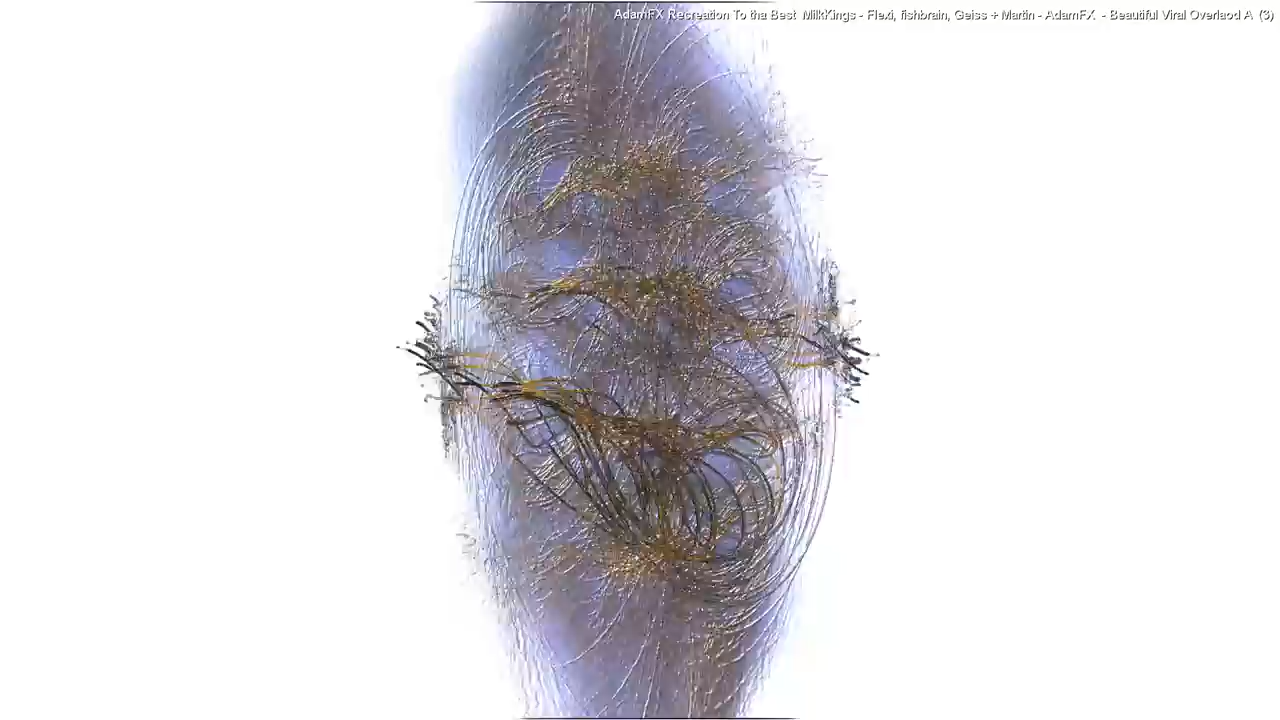 AdamFX Recreation To tha Best  MilkKings - Flexi, fishbrain, Geiss + Martin - AdamFX  - Beautiful Viral Overlaod A  (3)